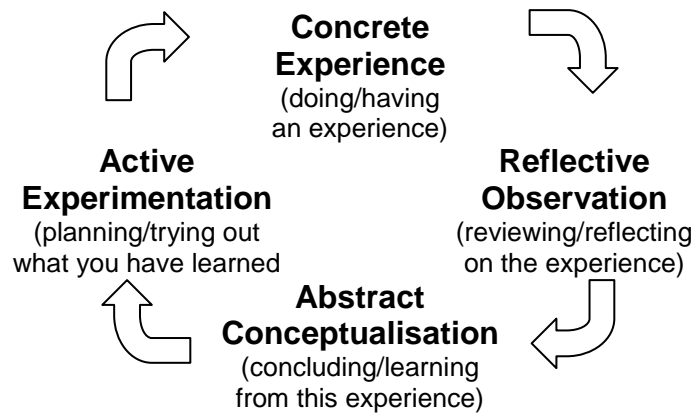 Concrete
Experience
(doing/having
an experience)
Active
Experimentation
(planning/trying out
what you have learned
Reflective
Observation
(reviewing/reflecting
on the experience)
Abstract
Conceptualisation
(concluding/learning
from this experience)